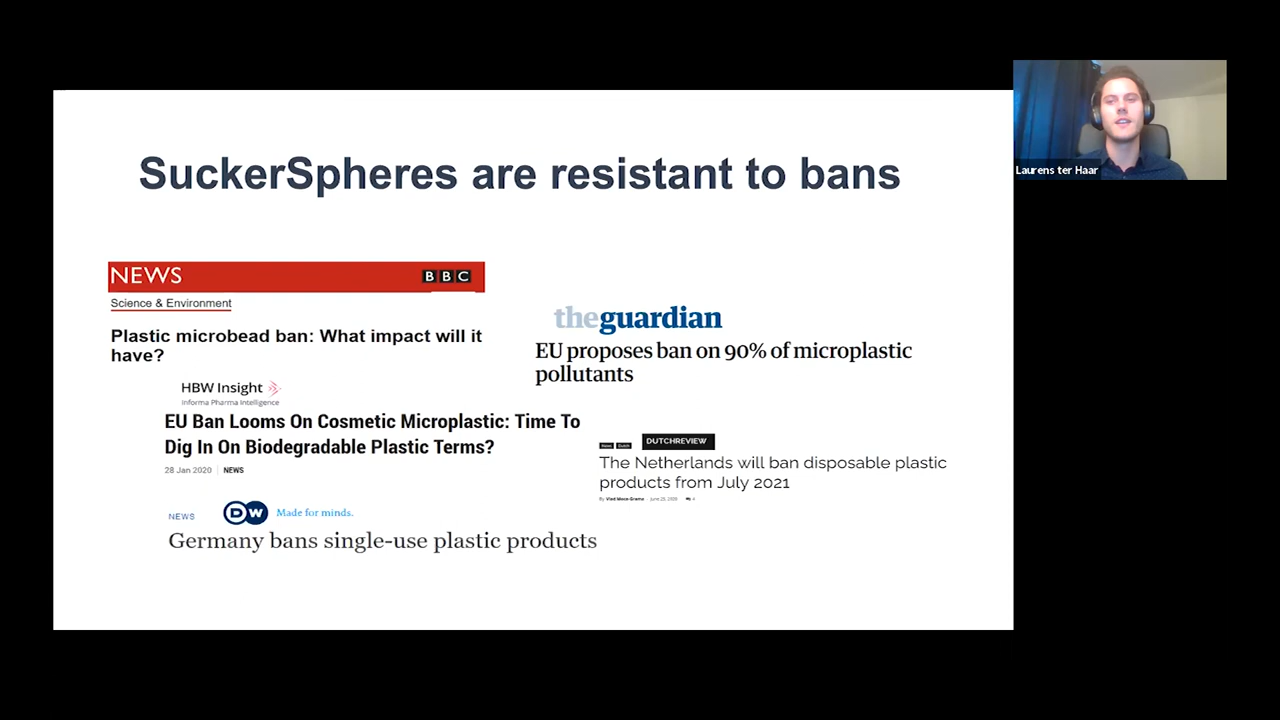 SuckerSpheres are resistant to bans
NEWS
BBC
Science & Environment
Plastic microbead ban: What impact will it
have?
HBW Insight
Informa Pharma Intelligence
EU Ban Looms On Cosmetic Microplastic: Time To
Dig In On Biodegradable Plastic Terms?
28 Jan 2020 | NEWS
NEWS
DW
Made for minds.
Germany bans single-use plastic products
theguardian
EU proposes ban on 90% of microplastic
pollutants
DUTCHREVIEW
The Netherlands will ban disposable plastic
products from July 2021
Laurens ter Haar